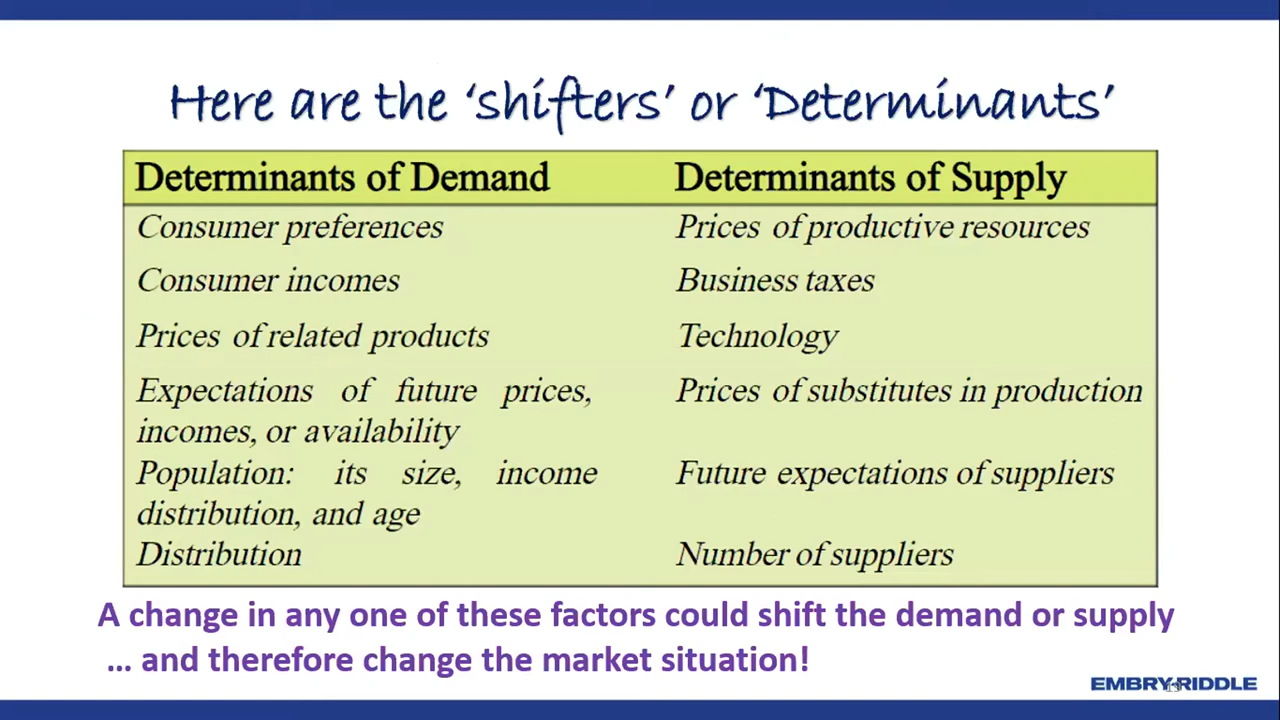 Here are the ‘shifters’ or ‘Determinants’
Determinants of Demand
Determinants of Supply
Consumer preferences
Prices of productive resources
Consumer incomes
Business taxes
Prices of related products
Technology
Expectations of future prices,
incomes, or availability
Prices of substitutes in production
Population: its size, income
distribution, and age
Future expectations of suppliers
Distribution
Number of suppliers
A change in any one of these factors could shift the demand or supply
… and therefore change the market situation!
EMBRY-RIDDLE